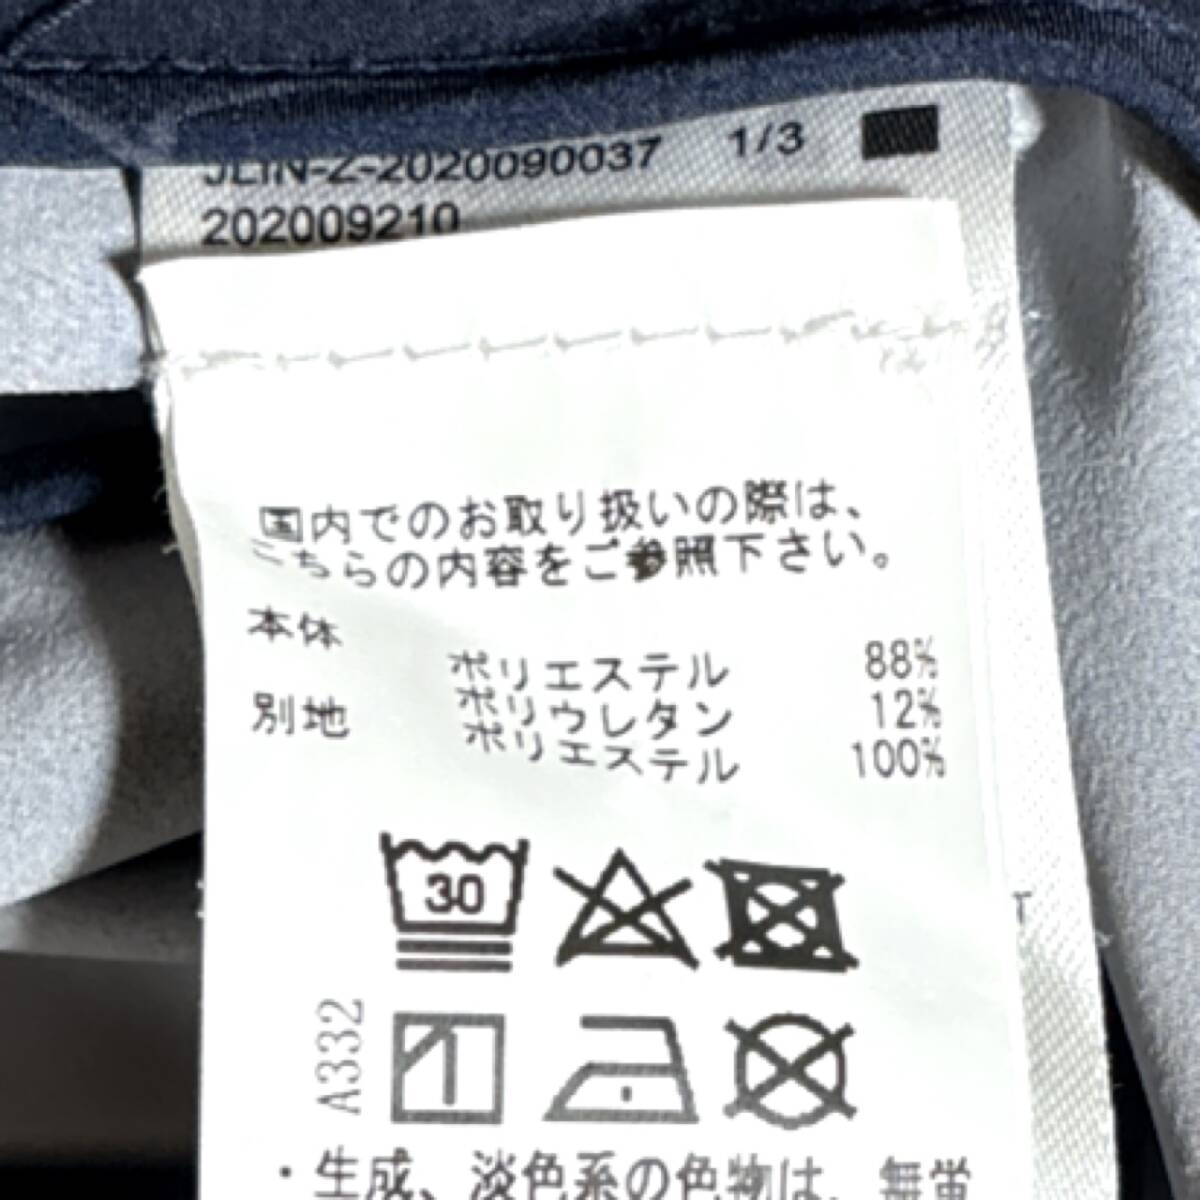 JLIN-Z-2020090037 1/3
202009210
国内でのお取り扱いの際は、
こちらの内容をご参照下さい。
本体
ポリエステル 88%
ポリウレタン 12%
別地
ポリエステル 100%
30
A332
・生成、淡色系の色物は、無蛍